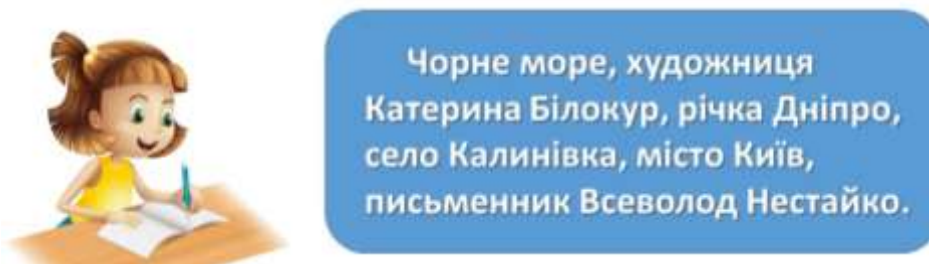 Чорне море, художниця
Катерина Білокур, річка Дніпро,
село Калинівка, місто Київ,
письменник Всеволод Нестайко.